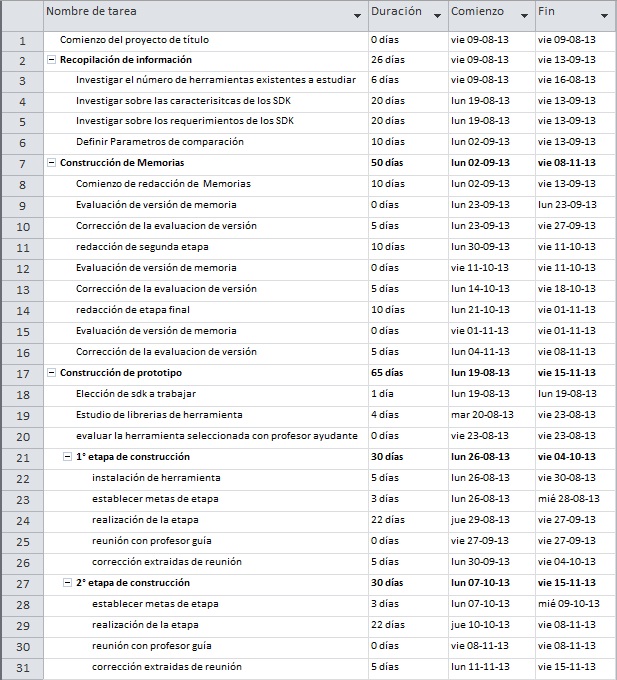 Nombre de tarea Duración Comienzo Fin
1 Comienzo del proyecto de título 0 días vie 09-08-13 vie 09-08-13
2 Recopilación de información 26 días vie 09-08-13 vie 13-09-13
3 Investigar el número de herramientas existentes a estudiar 6 días vie 09-08-13 vie 16-08-13
4 Investigar sobre las caracterisitcas de los SDK 20 días lun 19-08-13 vie 13-09-13
5 Investigar sobre los requerimientos de los SDK 20 días lun 19-08-13 vie 13-09-13
6 Definir Parametros de comparación 10 días lun 02-09-13 vie 13-09-13
7 Construcción de Memorias 50 días lun 02-09-13 vie 08-11-13
8 Comienzo de redacción de Memorias 10 días lun 02-09-13 vie 13-09-13
9 Evaluación de versión de memoria 0 días lun 23-09-13 lun 23-09-13
10 Corrección de la evaluacion de versión 5 días lun 23-09-13 vie 27-09-13
11 redacción de segunda etapa 10 días lun 30-09-13 vie 11-10-13
12 Evaluación de versión de memoria 0 días vie 11-10-13 vie 11-10-13
13 Corrección de la evaluacion de versión 5 días lun 14-10-13 vie 18-10-13
14 redacción de etapa final 10 días lun 21-10-13 vie 01-11-13
15 Evaluación de versión de memoria 0 días vie 01-11-13 vie 01-11-13
16 Corrección de la evaluacion de versión 5 días lun 04-11-13 vie 08-11-13
17 Construcción de prototipo 65 días lun 19-08-13 vie 15-11-13
18 Elección de sdk a trabajar 1 día lun 19-08-13 lun 19-08-13
19 Estudio de librerias de herramienta 4 días mar 20-08-13 vie 23-08-13
20 evaluar la herramienta seleccionada con profesor ayudante 0 días vie 23-08-13 vie 23-08-13
21 1° etapa de construcción 30 días lun 26-08-13 vie 04-10-13
22 instalación de herramienta 5 días lun 26-08-13 vie 30-08-13
23 establecer metas de etapa 3 días lun 26-08-13 mié 28-08-13
24 realización de la etapa 22 días jue 29-08-13 vie 27-09-13
25 reunión con profesor guía 0 días vie 27-09-13 vie 27-09-13
26 corrección extraidas de reunión 5 días lun 30-09-13 vie 04-10-13
27 2° etapa de construcción 30 días lun 07-10-13 vie 15-11-13
28 establecer metas de etapa 3 días lun 07-10-13 mié 09-10-13
29 realización de la etapa 22 días jue 10-10-13 vie 08-11-13
30 reunión con profesor guía 0 días vie 08-11-13 vie 08-11-13
31 corrección extraidas de reunión 5 días lun 11-11-13 vie 15-11-13